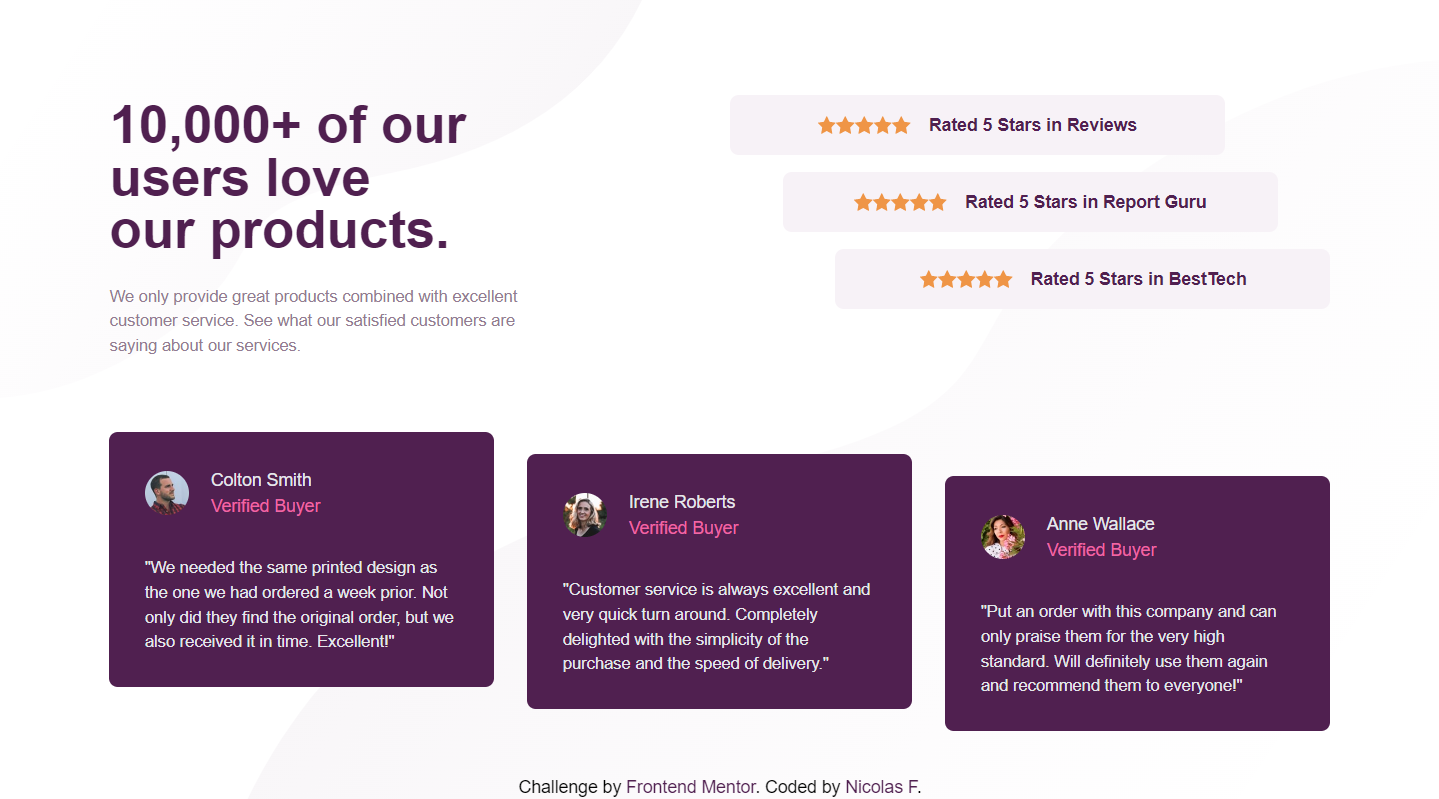 10,000+ of our
users love
our products.
We only provide great products combined with excellent
customer service. See what our satisfied customers are
saying about our services.
Rated 5 Stars in Reviews
Rated 5 Stars in Report Guru
Rated 5 Stars in BestTech
Colton Smith
Verified Buyer
"We needed the same printed design as
the one we had ordered a week prior. Not
only did they find the original order, but we
also received it in time. Excellent!"
Irene Roberts
Verified Buyer
"Customer service is always excellent and
very quick turn around. Completely
delighted with the simplicity of the
purchase and the speed of delivery."
Anne Wallace
Verified Buyer
"Put an order with this company and can
only praise them for the very high
standard. Will definitely use them again
and recommend them to everyone!"
Challenge by Frontend Mentor. Coded by Nicolas F.